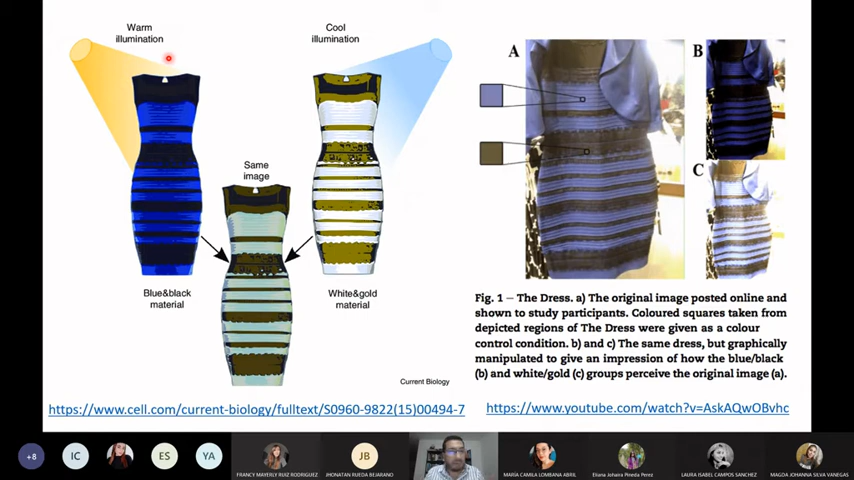 Warm
illumination
Cool
illumination
Same
image
Blue&black
material
White&gold
material
Current Biology
https://www.cell.com/current-biology/fulltext/S0960-9822(15)00494-7
A
B
C
Fig. 1 – The Dress. a) The original image posted online and
shown to study participants. Coloured squares taken from
depicted regions of The Dress were given as a colour
control condition. b) and c) The same dress, but graphically
manipulated to give an impression of how the blue/black
(b) and white/gold (c) groups perceive the original image (a).
https://www.youtube.com/watch?v=AskAQwOBvhc
+8
IC
ES
YA
FRANCY MAYERLY RUIZ RODRIGUEZ
JB
JHONATAN RUEDA BEJARANO
MARÍA CAMILA LOMBANA ABRIL
Eliana Johaira Pineda Perez
LAURA ISABEL CAMPOS SANCHEZ
MAGDA JOHANNA SILVA VANEGAS